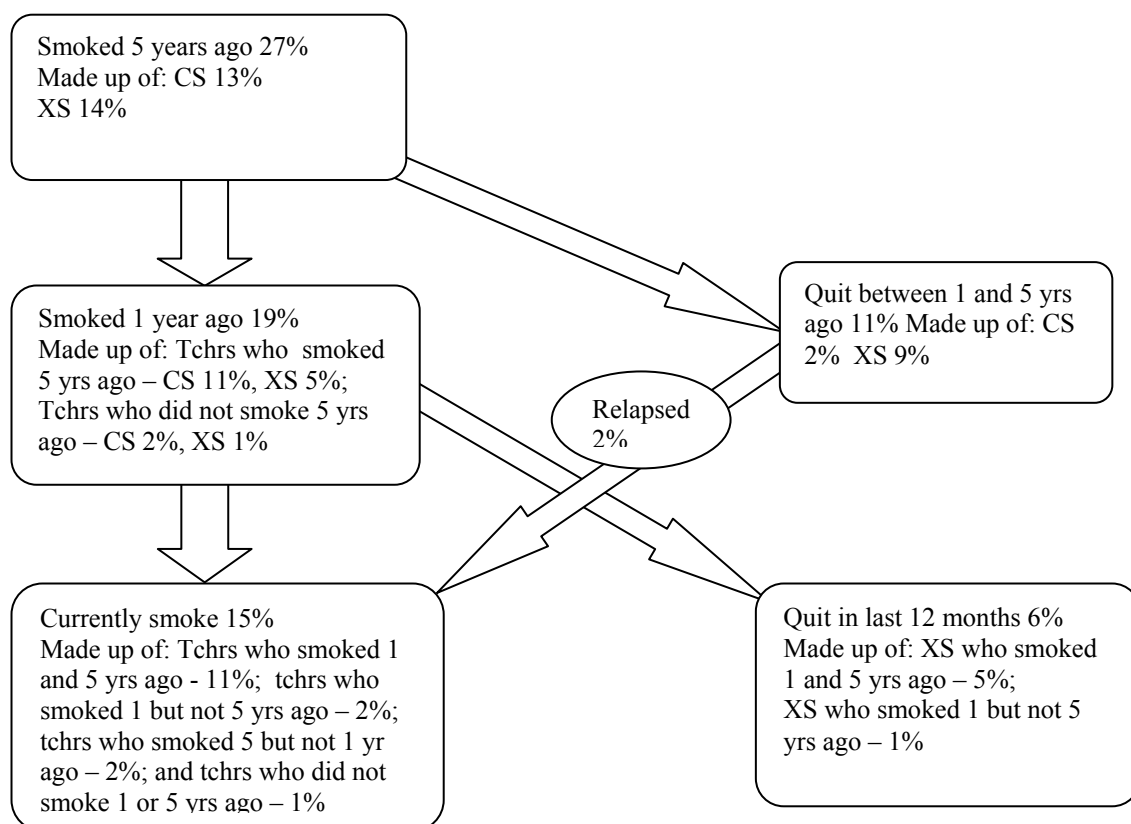 Smoked 5 years ago 27%
Made up of: CS 13%
XS 14%
Smoked 1 year ago 19%
Made up of: Tchrs who smoked
5 yrs ago – CS 11%, XS 5%;
Tchrs who did not smoke 5 yrs
ago – CS 2%, XS 1%
Quit between 1 and 5 yrs
ago 11% Made up of: CS
2% XS 9%
Relapsed
2%
Currently smoke 15%
Made up of: Tchrs who smoked 1
and 5 yrs ago - 11%; tchrs who
smoked 1 but not 5 yrs ago – 2%;
tchrs who smoked 5 but not 1 yr
ago – 2%; and tchrs who did not
smoke 1 or 5 yrs ago – 1%
Quit in last 12 months 6%
Made up of: XS who smoked
1 and 5 yrs ago – 5%;
XS who smoked 1 but not 5
yrs ago – 1%